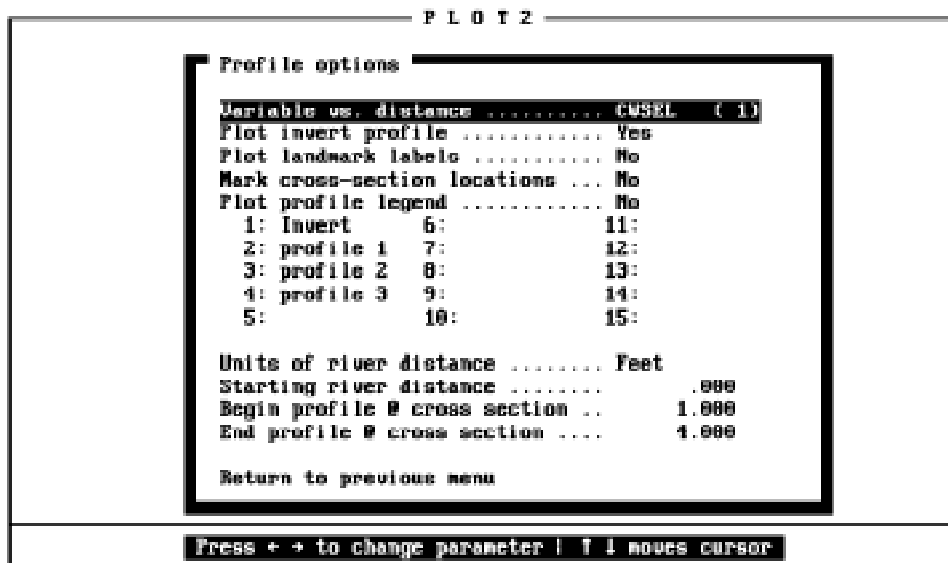 P L O T 2
Profile options
Variable vs. distance .......... CWSEL ( 1)
Plot invert profile ............ Yes
Plot landmark labels ........... No
Mark cross-section locations ... No
Plot profile legend ............ No
1: Invert 6: 11:
2: profile 1 7: 12:
3: profile 2 8: 13:
4: profile 3 9: 14:
5: 10: 15:
Units of river distance ........ Feet
Starting river distance ........ .000
Begin profile @ cross section .. 1.000
End profile @ cross section .... 4.000
Return to previous menu
Press ← → to change parameter | ↑ ↓ moves cursor